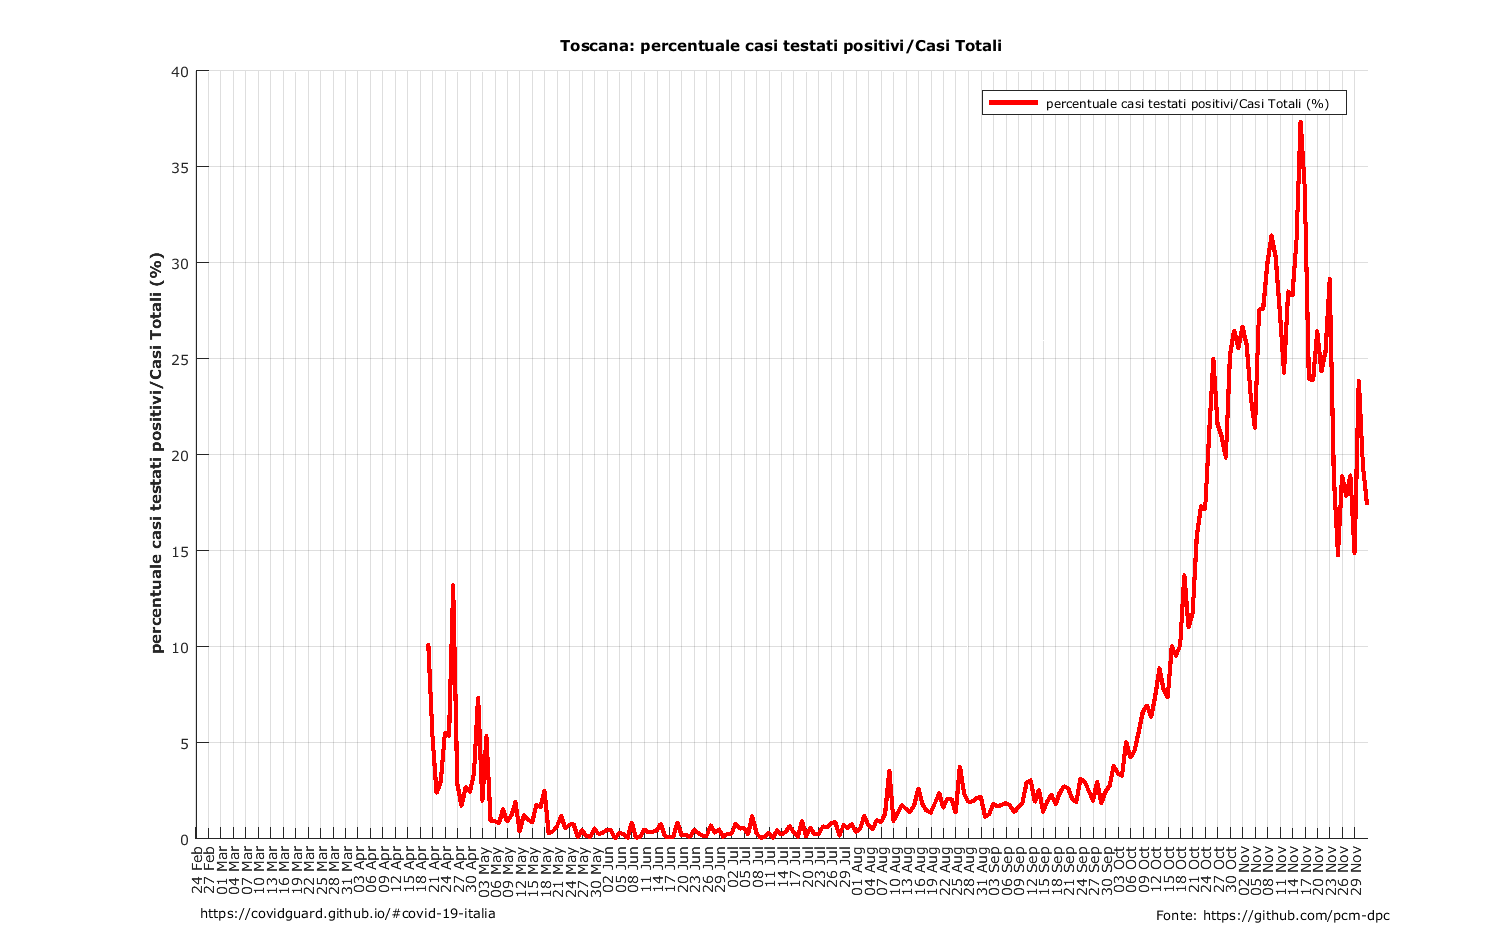 Toscana: percentuale casi testati positivi/Casi Totali
percentuale casi testati positivi/Casi Totali (%)
percentuale casi testati positivi/Casi Totali (%)
40
35
30
25
20
15
10
5
0
24 Feb
27 Feb
01 Mar
04 Mar
07 Mar
10 Mar
13 Mar
16 Mar
19 Mar
22 Mar
25 Mar
28 Mar
31 Mar
03 Apr
06 Apr
09 Apr
12 Apr
15 Apr
18 Apr
21 Apr
24 Apr
27 Apr
30 Apr
03 May
06 May
09 May
12 May
15 May
18 May
21 May
24 May
27 May
30 May
02 Jun
05 Jun
08 Jun
11 Jun
14 Jun
17 Jun
20 Jun
23 Jun
26 Jun
29 Jun
02 Jul
05 Jul
08 Jul
11 Jul
14 Jul
17 Jul
20 Jul
23 Jul
26 Jul
29 Jul
01 Aug
04 Aug
07 Aug
10 Aug
13 Aug
16 Aug
19 Aug
22 Aug
25 Aug
28 Aug
31 Aug
03 Sep
06 Sep
09 Sep
12 Sep
15 Sep
18 Sep
21 Sep
24 Sep
27 Sep
30 Sep
03 Oct
06 Oct
09 Oct
12 Oct
15 Oct
18 Oct
21 Oct
24 Oct
27 Oct
30 Oct
02 Nov
05 Nov
08 Nov
11 Nov
14 Nov
17 Nov
20 Nov
23 Nov
26 Nov
29 Nov
https://covidguard.github.io/#covid-19-italia
Fonte: https://github.com/pcm-dpc